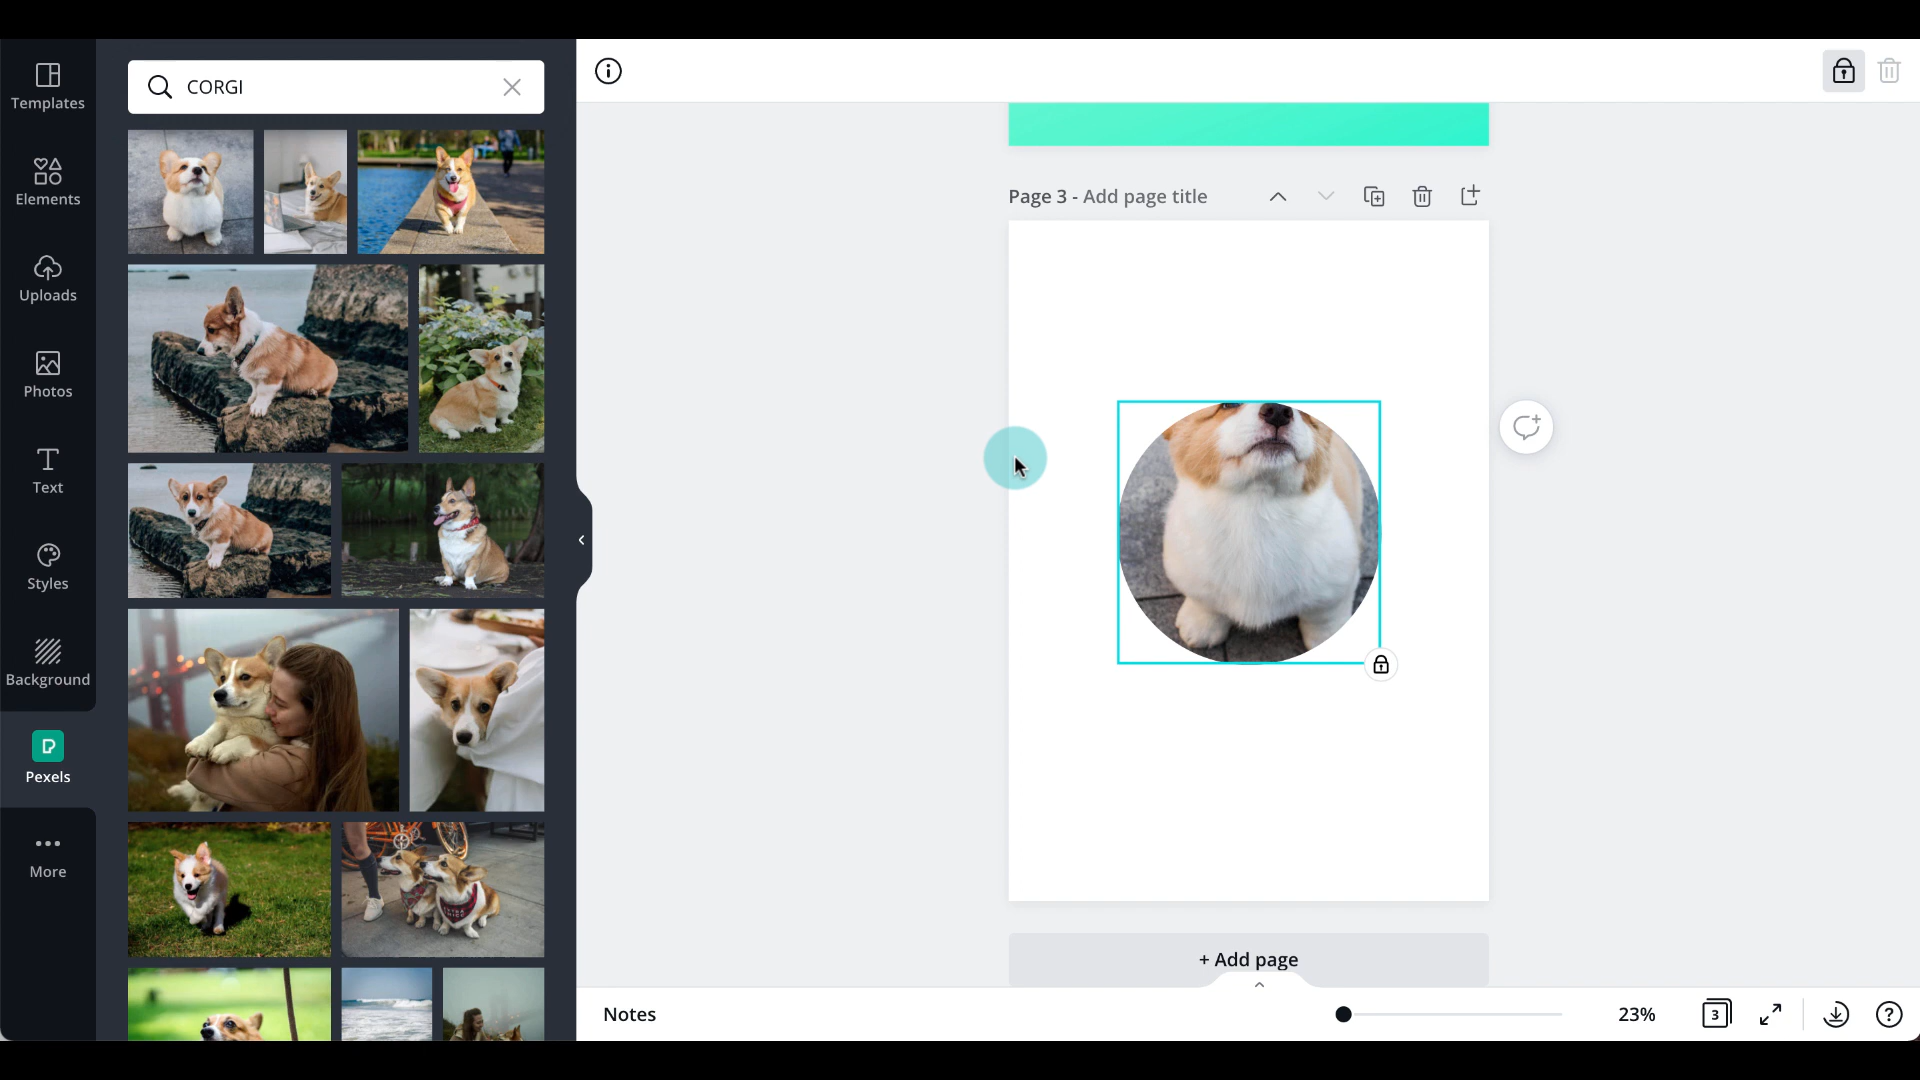 Templates
Elements
Uploads
Photos
Text
Styles
Background
Pexels
More
CORGI
Page 3 - Add page title
+ Add page
Notes
23%
3